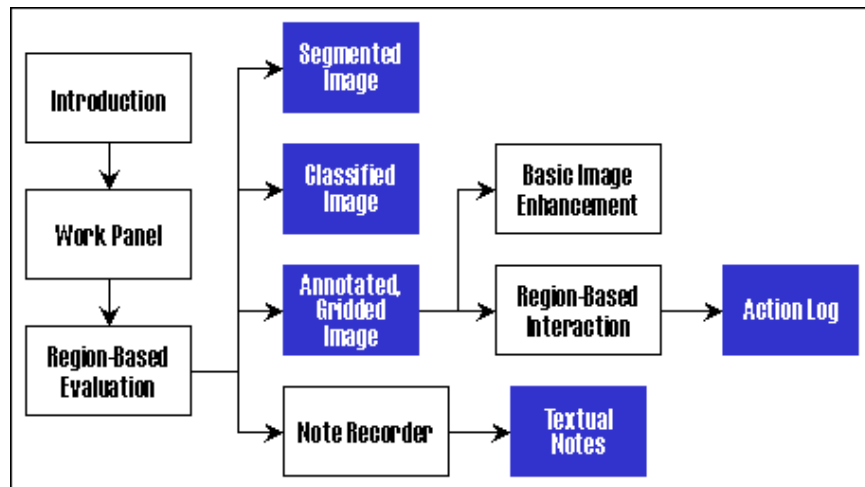 Introduction
Work Panel
Region-Based
Evaluation
Segmented
Image
Classified
Image
Annotated,
Gridded
Image
Note Recorder
Basic Image
Enhancement
Region-Based
Interaction
Textual
Notes
Action Log